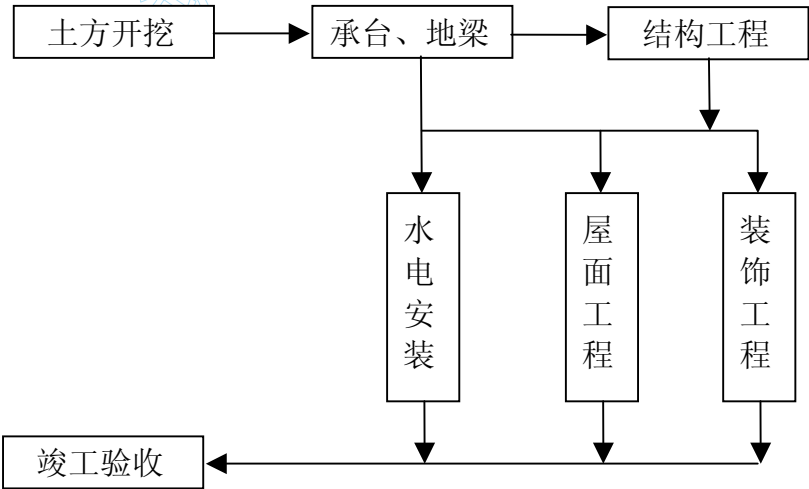 土方开挖
承台、地梁
结构工程
水电安装
屋面工程
装饰工程
竣工验收